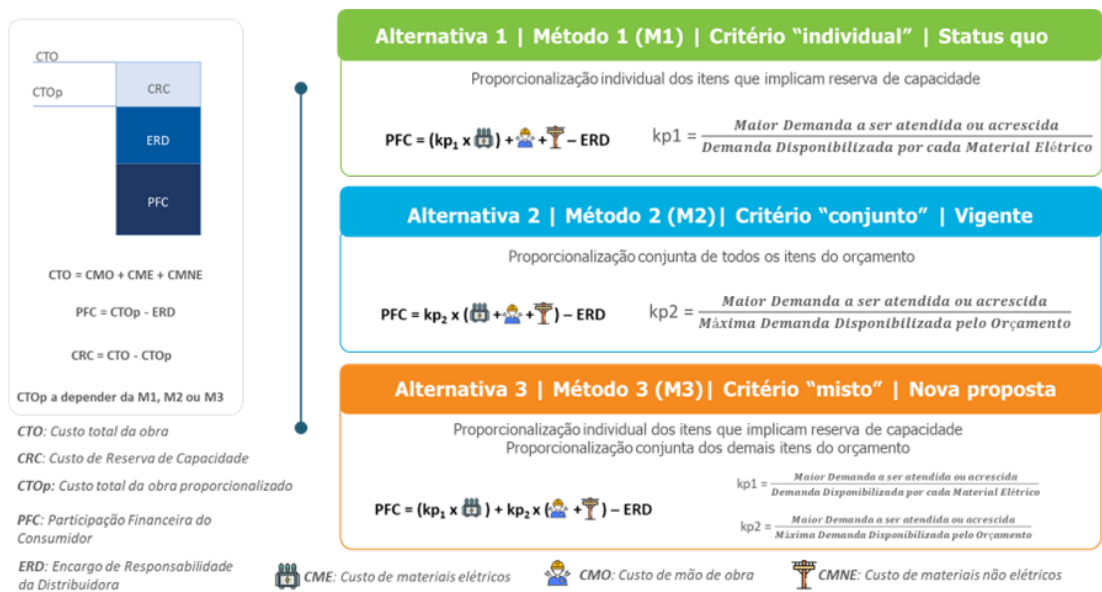 CTO
CTOp
CRC
ERD
PFC
CTO = CMO + CME + CMNE
PFC = CTOp - ERD
CRC = CTO - CTOp
CTOp a depender da M1, M2 ou M3
CTO: Custo total da obra
CRC: Custo de Reserva de Capacidade
CTOp: Custo total da obra proporcionalizado
PFC: Participação Financeira do
Consumidor
ERD: Encargo de Responsabilidade
da Distribuidora
Alternativa 1 | Método 1 (M1) | Critério “individual” | Status quo
Proporcionalização individual dos itens que implicam reserva de capacidade
PFC = (kp₁ x ) + + – ERD
kp1 = Maior Demanda a ser atendida ou acrescida
Demanda Disponibilizada por cada Material Elétrico
Alternativa 2 | Método 2 (M2)| Critério “conjunto” | Vigente
Proporcionalização conjunta de todos os itens do orçamento
PFC = kp₂ x ( + + ) – ERD
kp2 = Maior Demanda a ser atendida ou acrescida
Máxima Demanda Disponibilizada pelo Orçamento
Alternativa 3 | Método 3 (M3)| Critério “misto” | Nova proposta
Proporcionalização individual dos itens que implicam reserva de capacidade
Proporcionalização conjunta dos demais itens do orçamento
PFC = (kp₁ x ) + kp₂ x ( + ) – ERD
kp1 = Maior Demanda a ser atendida ou acrescida
Demanda Disponibilizada por cada Material Elétrico
kp2 = Maior Demanda a ser atendida ou acrescida
Máxima Demanda Disponibilizada pelo Orçamento
CME: Custo de materiais elétricos
CMO: Custo de mão de obra
CMNE: Custo de materiais não elétricos